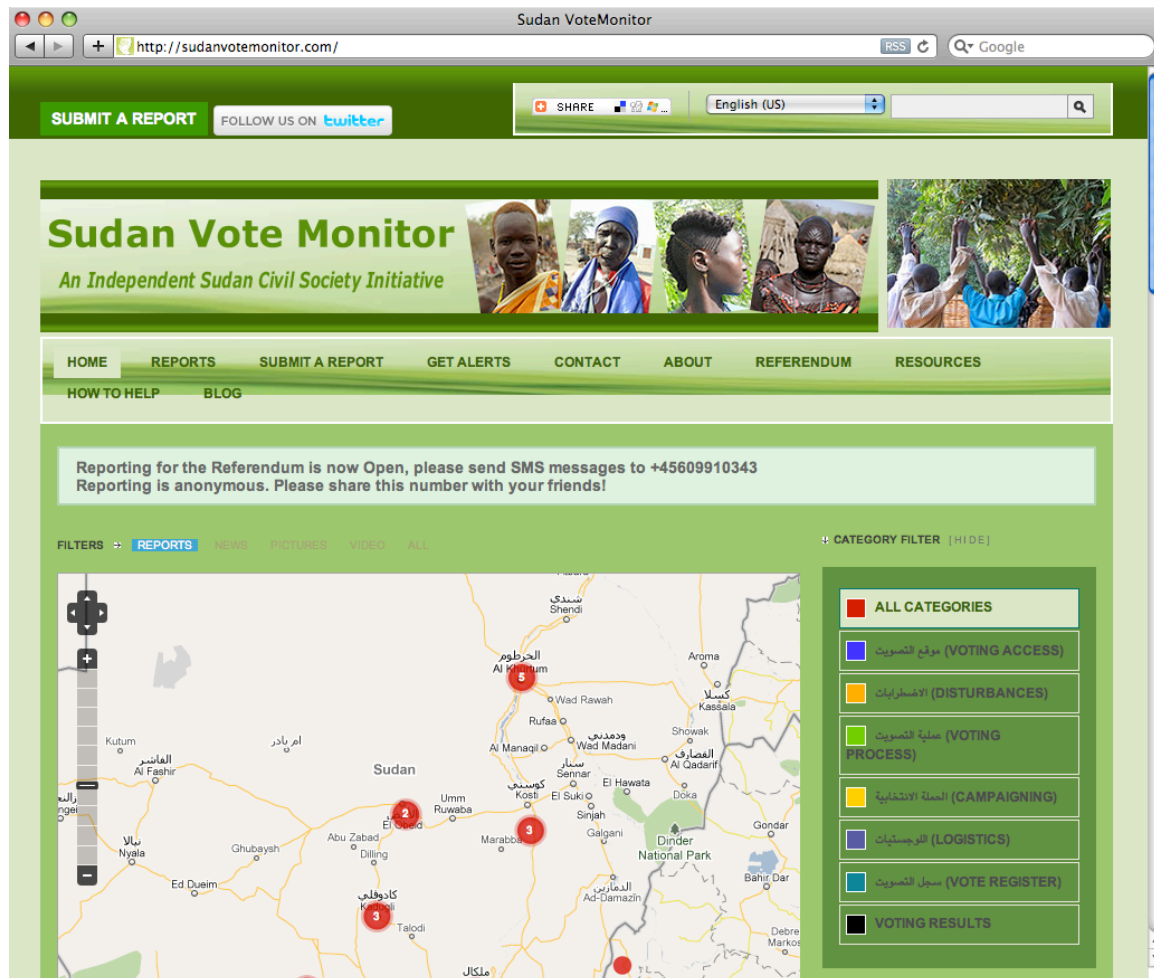 Sudan VoteMonitor
http://sudanvotemonitor.com/
RSS
Google
SUBMIT A REPORT
FOLLOW US ON twitter
SHARE
English (US)
Sudan Vote Monitor
An Independent Sudan Civil Society Initiative
HOME REPORTS SUBMIT A REPORT GET ALERTS CONTACT ABOUT REFERENDUM RESOURCES
HOW TO HELP BLOG
Reporting for the Referendum is now Open, please send SMS messages to +45609910343
Reporting is anonymous. Please share this number with your friends!
FILTERS REPORTS NEWS PICTURES VIDEO ALL
CATEGORY FILTER [HIDE]
شندي
Shendi
الخرطوم
Al Khurtum
5
Aroma
كسلا
Kassala
Wad Rawah
Rufaa
Showak
ودمدني
Wad Madani
Al Manaqil
القضارف
Al Qadarif
Kutum
ام بادر
الفاشر
Al Fashir
Sudan
سنار
Sennar
كوستي
Kosti
El Suki
El Hawata
Doka
Umm
Ruwaba
Sinjah
2
El Obeid
3
Marabba
Galgani
Gondar
Dinder
National Park
نيالا
Nyala
Ghubaysh
Abu Zabad
Dilling
Bahir Dar
Ed Dueim
كادوقلي
Kadugli
3
الدمازين
Ad-Damazin
Talodi
Debre
Markos
ملكال
ALL CATEGORIES
موقع التصويت (VOTING ACCESS)
الاضطرابات (DISTURBANCES)
عملية التصويت (VOTING
PROCESS)
الحملة الانتخابية (CAMPAIGNING)
اللوجستيات (LOGISTICS)
سجل التصويت (VOTE REGISTER)
VOTING RESULTS